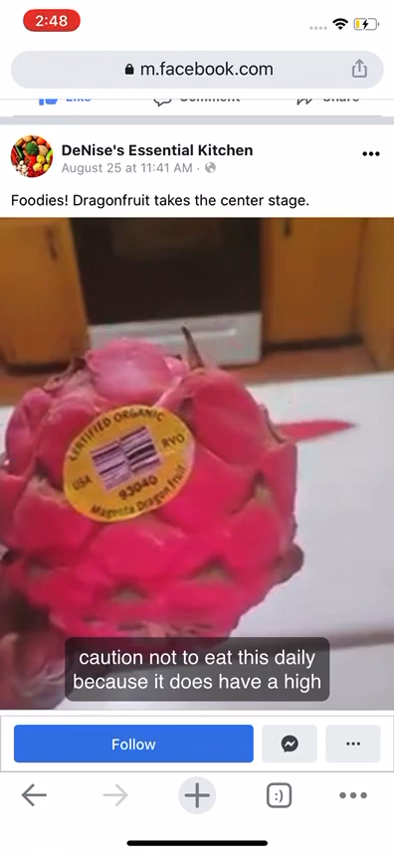 2:48
m.facebook.com
DeNise's Essential Kitchen
August 25 at 11:41 AM ·
Foodies! Dragonfruit takes the center stage.
CERTIFIED ORGANIC
USA
RVO
93040
Magenta Dragon fruit
caution not to eat this daily
because it does have a high
Follow